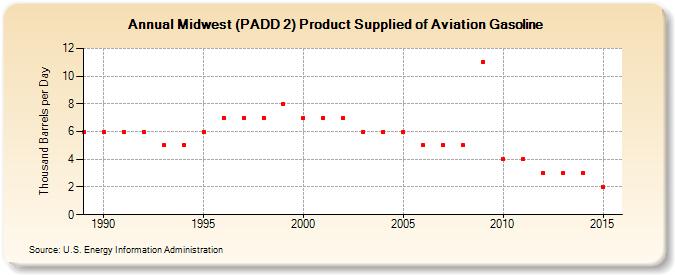 Annual Midwest (PADD 2) Product Supplied of Aviation Gasoline
Thousand Barrels per Day
12
10
8
6
4
2
0
1990 1995 2000 2005 2010 2015
Source: U.S. Energy Information Administration